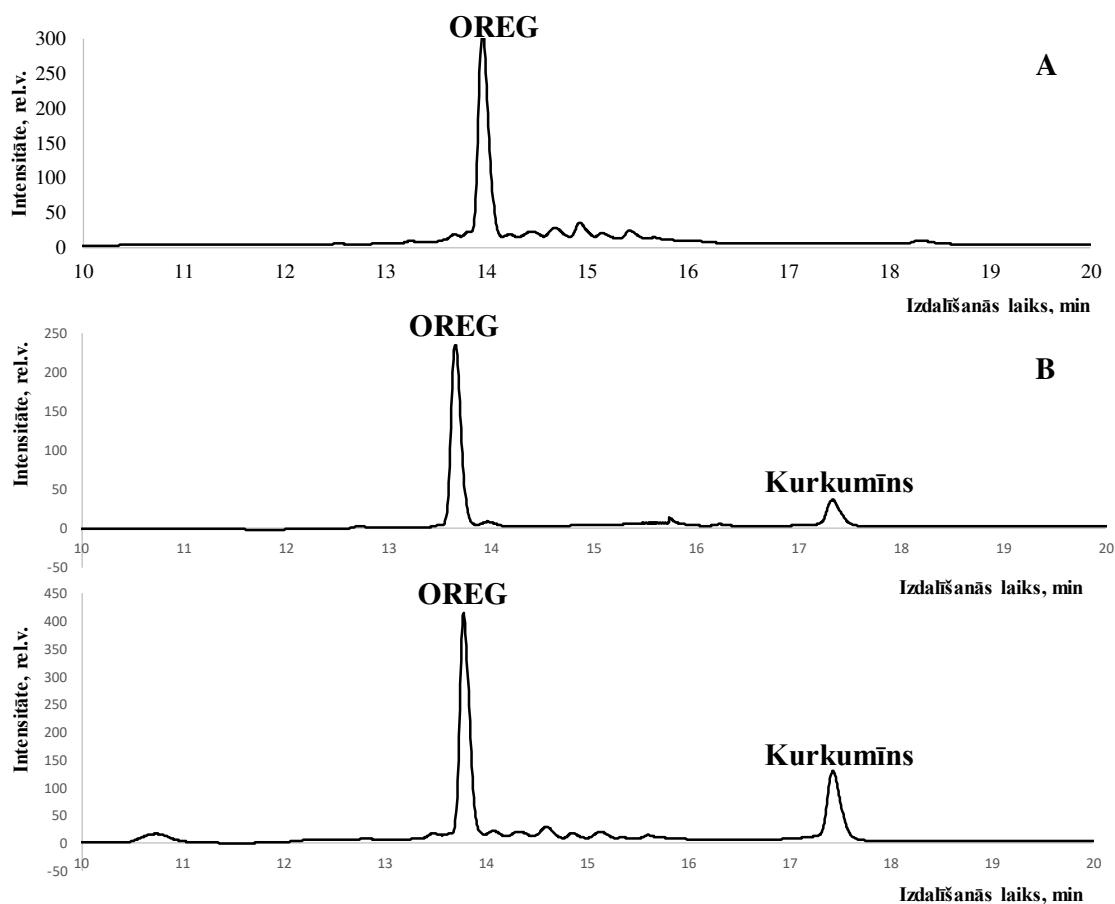 OREG
A
Intensitāte, rel.v.
300
250
200
150
100
50
0
10 11 12 13 14 15 16 17 18 19 20
Izdalīšanās laiks, min
OREG
B
Kurkumīns
Intensitāte, rel.v.
250
200
150
100
50
0
-50
10 11 12 13 14 15 16 17 18 19 20
Izdalīšanās laiks, min
OREG
Kurkumīns
Intensitāte, rel.v.
450
400
350
300
250
200
150
100
50
0
-50
10 11 12 13 14 15 16 17 18 19 20
Izdalīšanās laiks, min